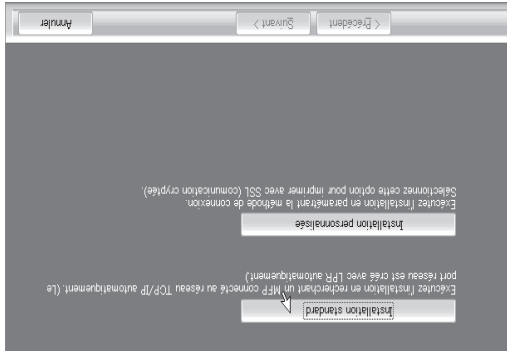 Installation standard
Exécutez l'installation en recherchant un MFP connecté au réseau TCP/IP automatiquement. (Le
port réseau est créé avec LPR automatiquement)
Installation personnalisée
Exécutez l'installation en paramétrant la méthode de connexion.
Sélectionnez cette option pour imprimer avec SSL (communication cryptée).
< Précédent
Suivant >
Annuler